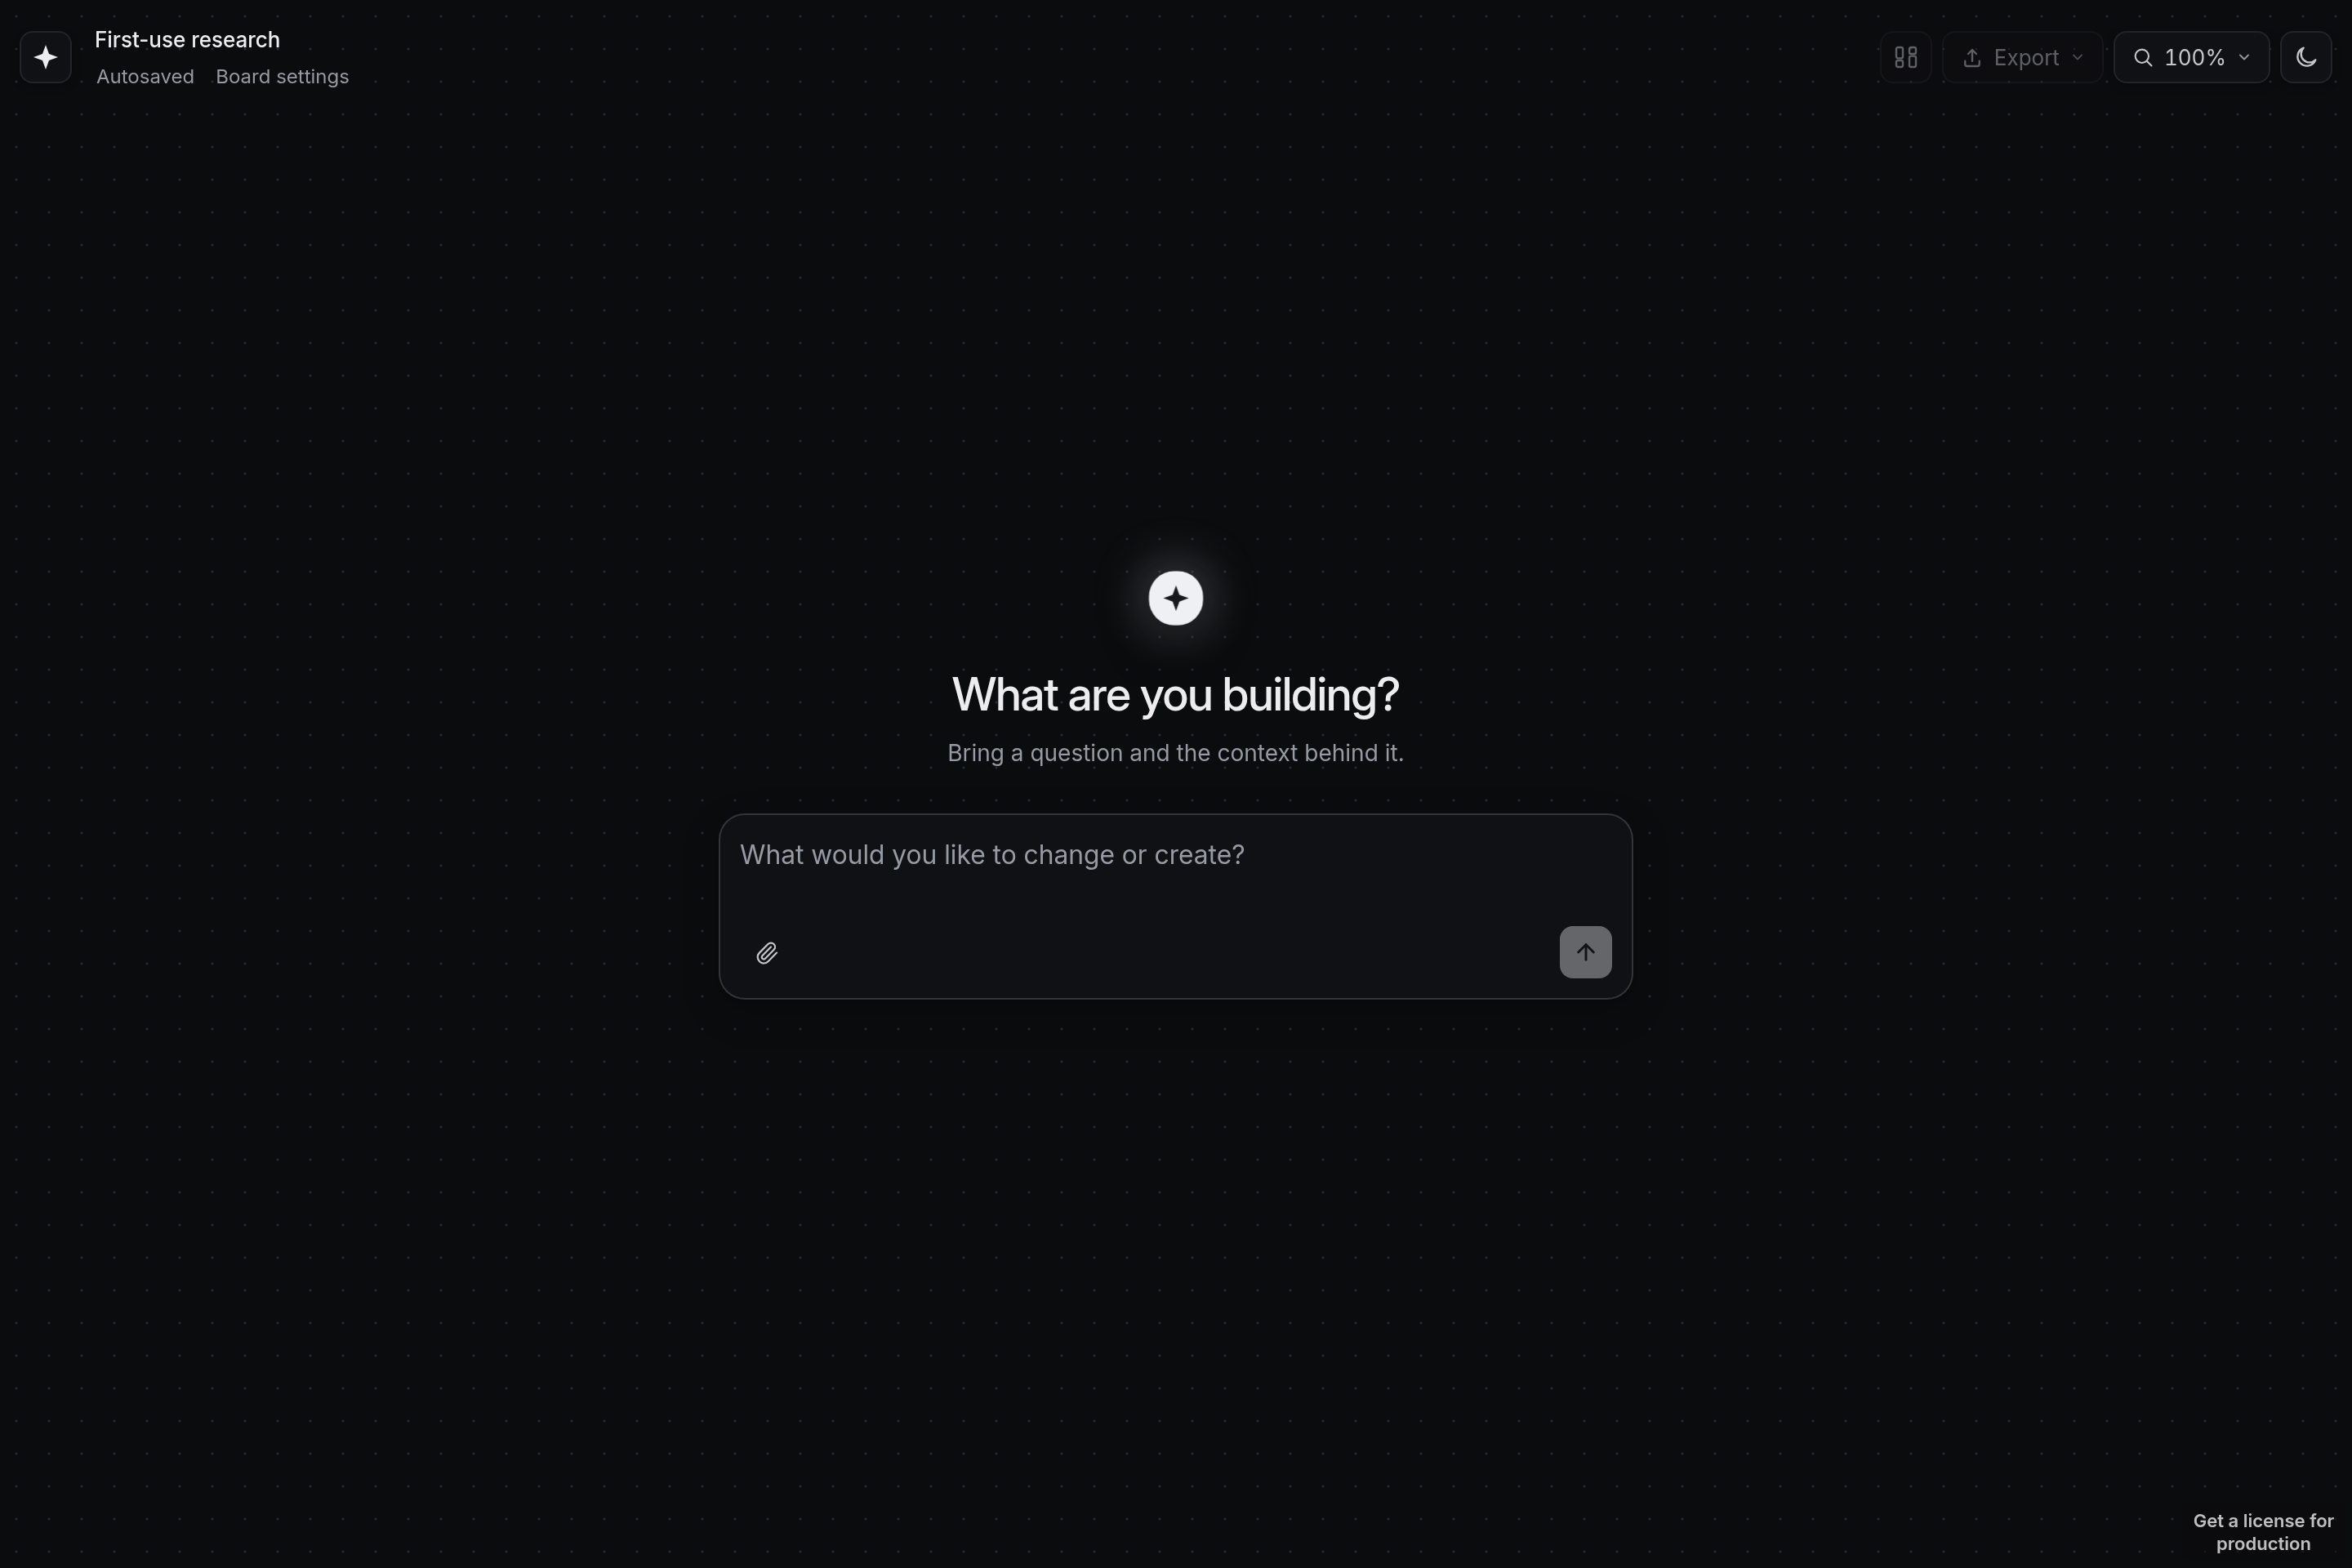 First-use research
Autosaved Board settings
Export
100%
What are you building?
Bring a question and the context behind it.
What would you like to change or create?
Get a license for
production